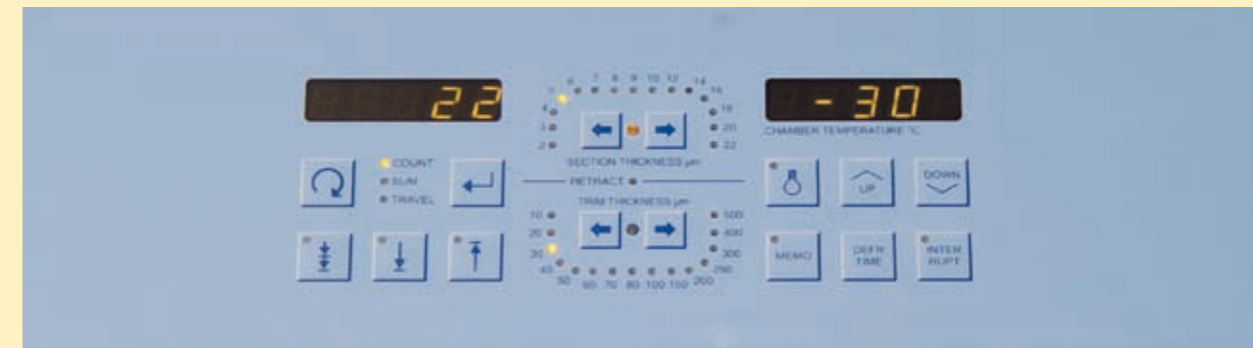 22
- 30
6 7 8 9 10 12 14
5 16
4 18
3 20
2 22
CHAMBER TEMPERATURE °C
SECTION THICKNESS µm
COUNT
SUM
TRAVEL
RETRACT
UP
DOWN
TRIM THICKNESS µm
10 500
20 400
30 300
40 250
50 60 70 80 100 150 200
MEMO
DEFR
TIME
INTER
RUPT